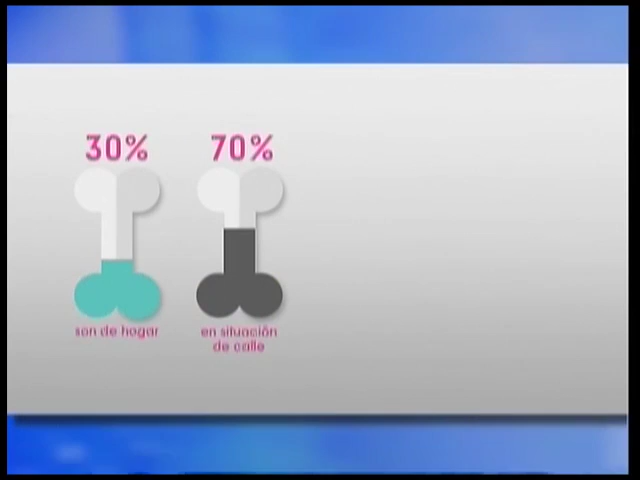 30%
70%
son de hogar
en situación
de calle